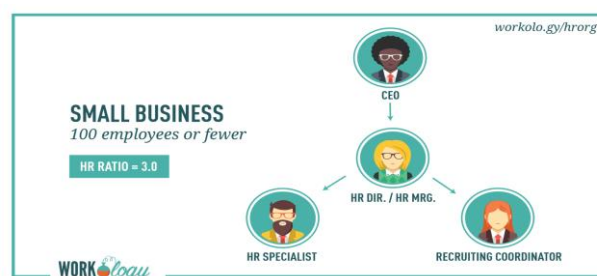 workolo.gy/hrorg
CEO
SMALL BUSINESS
100 employees or fewer
HR RATIO = 3.0
HR DIR. / HR MRG.
HR SPECIALIST
RECRUITING COORDINATOR
WORKology